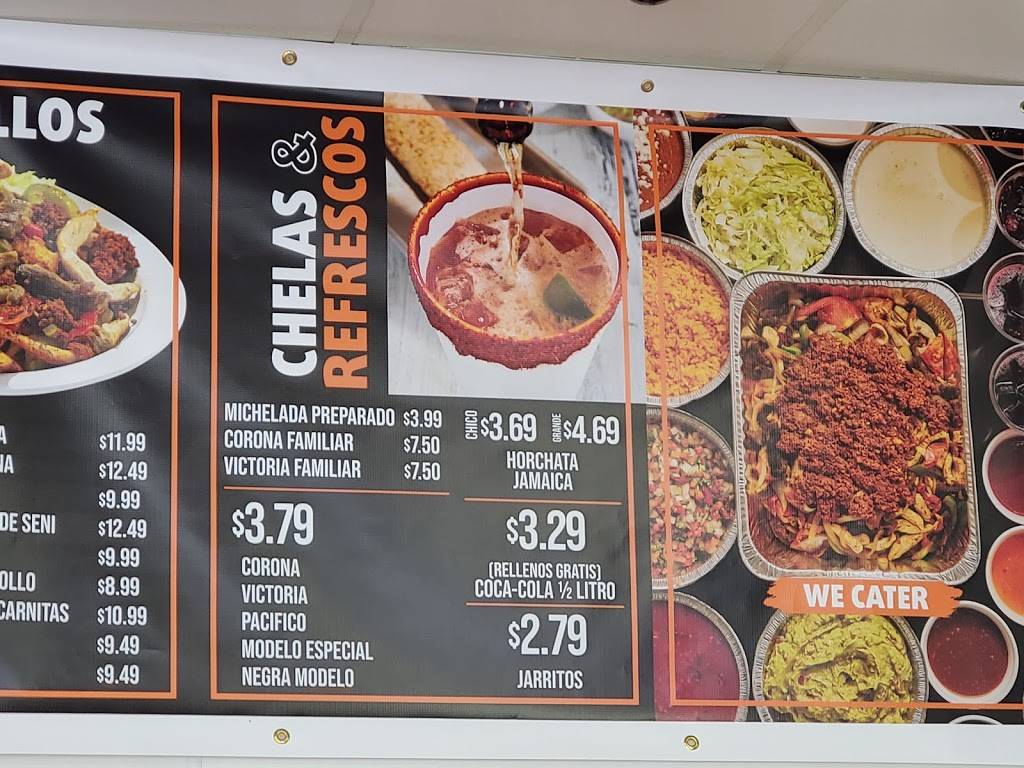 LLOS
A $11.99
NA $12.49
$9.99
DE SENI $12.49
$9.99
OLLO $8.99
CARNITAS $10.99
$9.49
$9.49
CHELAS &
REFRESCOS
MICHELADA PREPARADO $3.99
CORONA FAMILIAR $7.50
VICTORIA FAMILIAR $7.50
$3.79
CORONA
VICTORIA
PACIFICO
MODELO ESPECIAL
NEGRA MODELO
CHICO $3.69 GRANDE $4.69
HORCHATA
JAMAICA
$3.29
(RELLENOS GRATIS)
COCA-COLA ½ LITRO
$2.79
JARRITOS
WE CATER